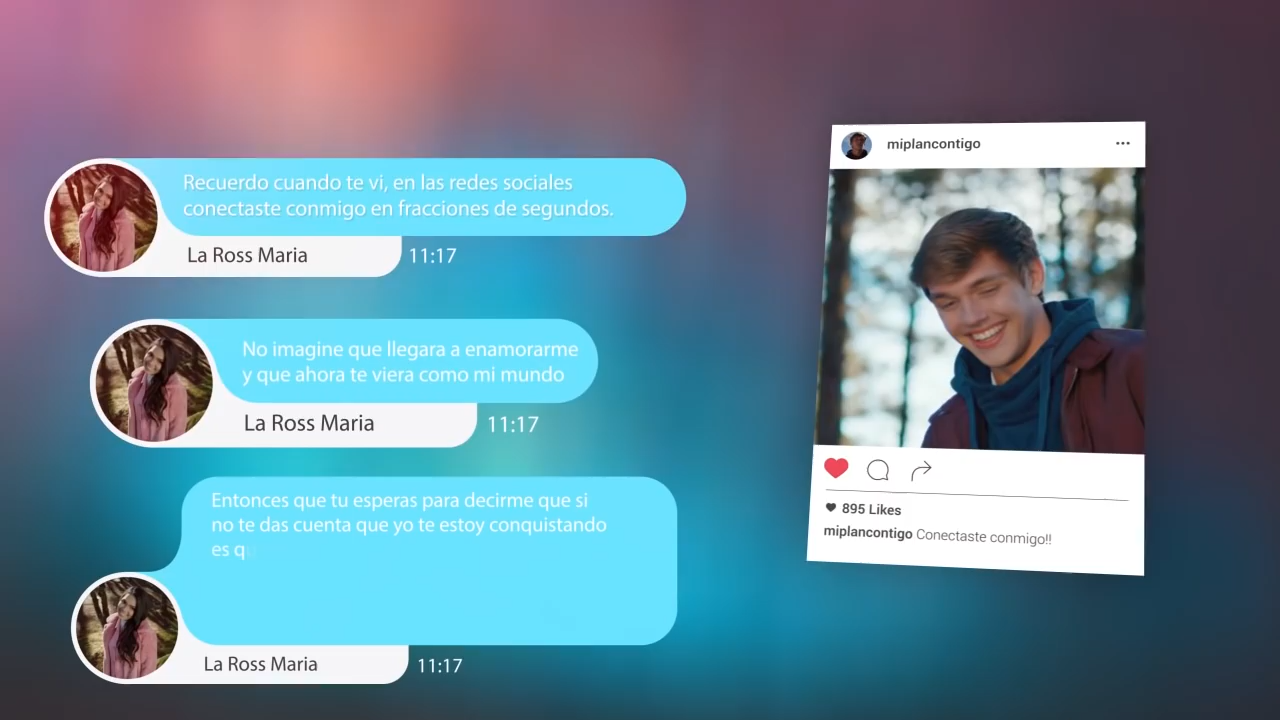 Recuerdo cuando te vi, en las redes sociales
conectaste conmigo en fracciones de segundos.
La Ross Maria
11:17
No imagine que llegara a enamorarme
y que ahora te viera como mi mundo
La Ross Maria
11:17
Entonces que tu esperas para decirme que si
no te das cuenta que yo te estoy conquistando
es qu
La Ross Maria
11:17
miplancontigo
895 Likes
miplancontigo Conectaste conmigo!!